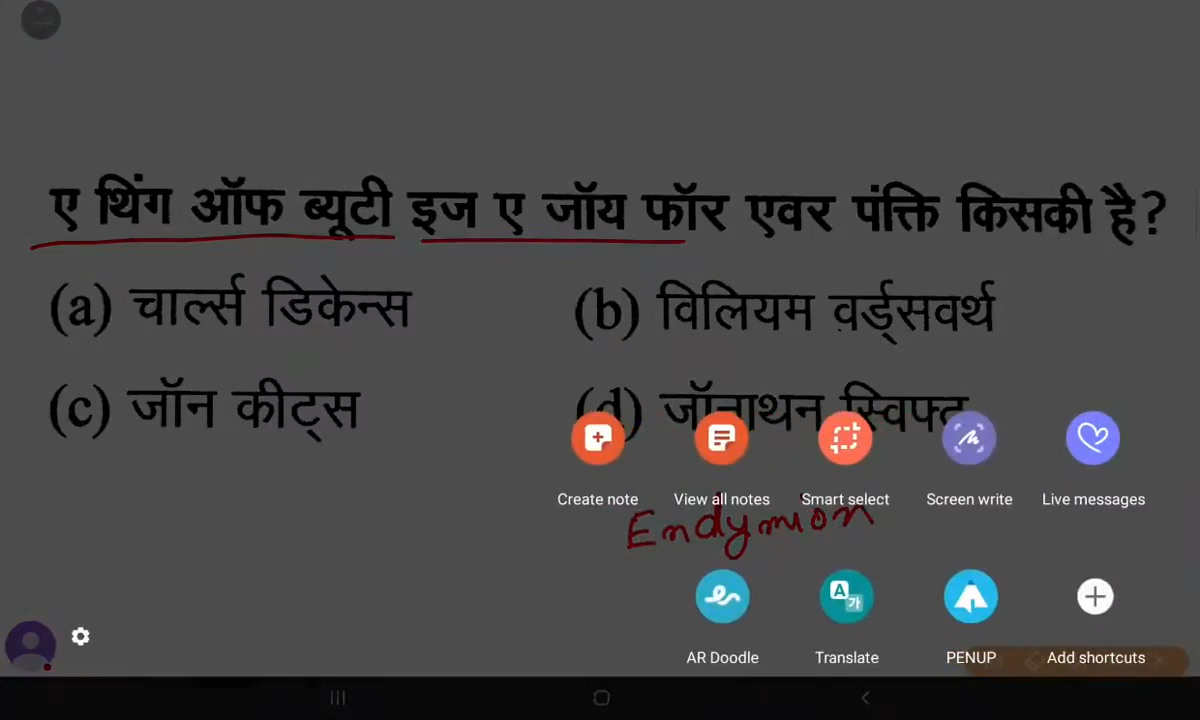 ए थिंग ऑफ ब्यूटी इज ए जॉय फॉर एवर पंक्ति किसकी है?
(a) चार्ल्स डिकेन्स (b) विलियम वर्ड्सवर्थ
(c) जॉन कीट्स (d) जॉनाथन स्विफ्ट
Create note View all notes Smart select Screen write Live messages
Endymion
AR Doodle Translate PENUP Add shortcuts